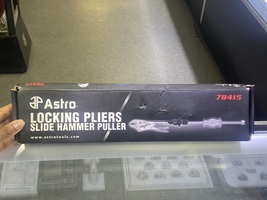 Astro
78415
LOCKING PLIERS
SLIDE HAMMER PULLER
www.astrotools.com